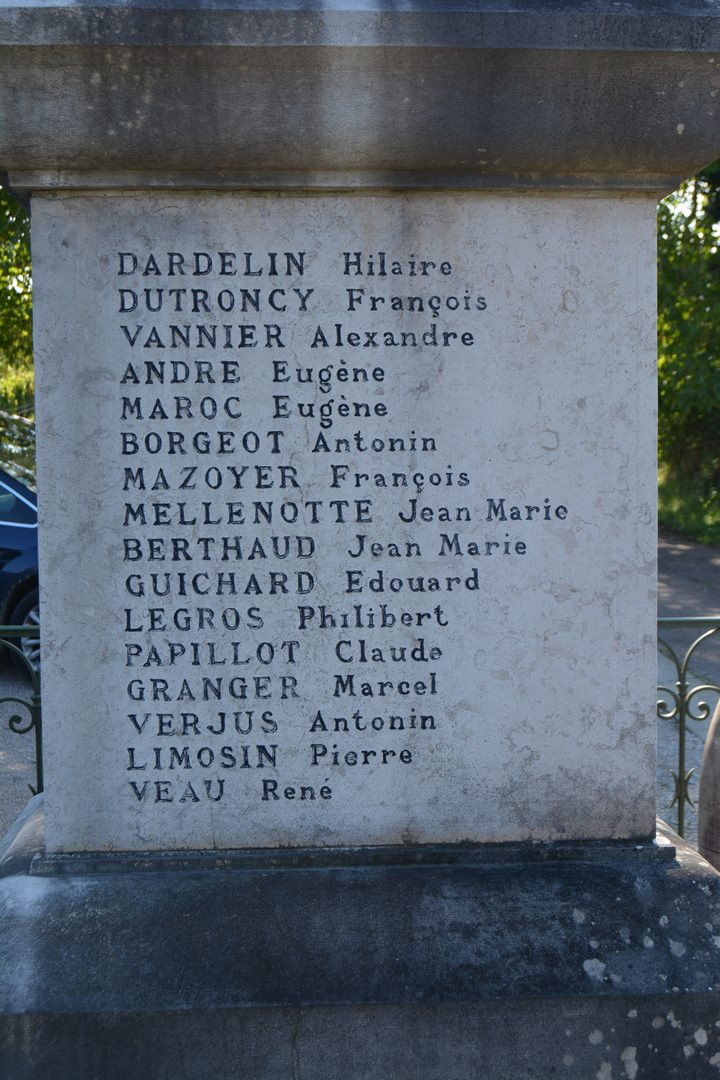 DARDELIN Hilaire
DUTRONCY François
VANNIER Alexandre
ANDRE Eugène
MAROC Eugène
BORGEOT Antonin
MAZOYER François
MELLENOTTE Jean Marie
BERTHAUD Jean Marie
GUICHARD Edouard
LEGROS Philibert
PAPILLOT Claude
GRANGER Marcel
VERJUS Antonin
LIMOSIN Pierre
VEAU René